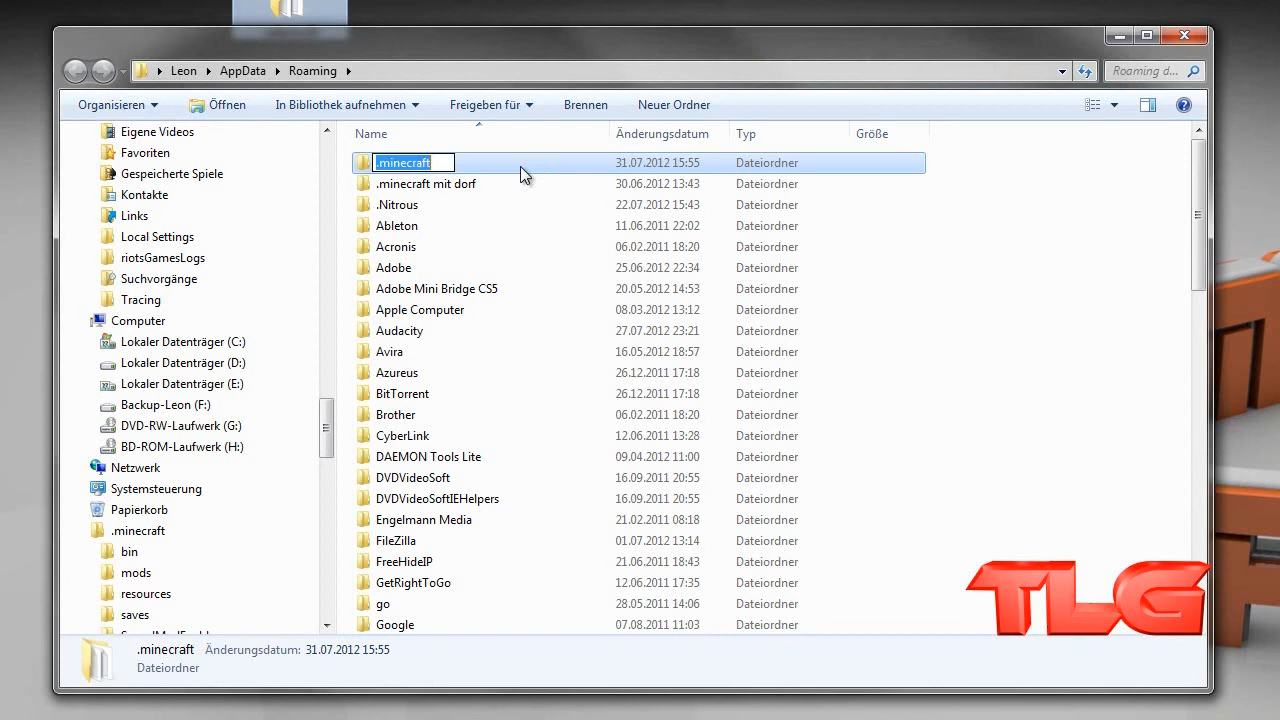 Leon AppData Roaming
Roaming d...
Organisieren Öffnen In Bibliothek aufnehmen Freigeben für Brennen Neuer Ordner
Eigene Videos
Favoriten
Gespeicherte Spiele
Kontakte
Links
Local Settings
riotsGamesLogs
Suchvorgänge
Tracing
Computer
Lokaler Datenträger (C:)
Lokaler Datenträger (D:)
Lokaler Datenträger (E:)
Backup-Leon (F:)
DVD-RW-Laufwerk (G:)
BD-ROM-Laufwerk (H:)
Netzwerk
Systemsteuerung
Papierkorb
.minecraft
bin
mods
resources
saves
Name Änderungsdatum Typ Größe
.minecraft 31.07.2012 15:55 Dateiordner
.minecraft mit dorf 30.06.2012 13:43 Dateiordner
.Nitrous 22.07.2012 15:43 Dateiordner
Ableton 11.06.2011 22:02 Dateiordner
Acronis 06.02.2011 18:20 Dateiordner
Adobe 25.06.2012 22:34 Dateiordner
Adobe Mini Bridge CS5 20.05.2012 14:53 Dateiordner
Apple Computer 08.03.2012 13:12 Dateiordner
Audacity 27.07.2012 23:21 Dateiordner
Avira 16.05.2012 18:57 Dateiordner
Azureus 26.12.2011 17:18 Dateiordner
BitTorrent 26.12.2011 17:18 Dateiordner
Brother 06.02.2011 18:20 Dateiordner
CyberLink 12.06.2011 13:28 Dateiordner
DAEMON Tools Lite 09.04.2012 11:00 Dateiordner
DVDVideoSoft 16.09.2011 20:55 Dateiordner
DVDVideoSoftIEHelpers 16.09.2011 20:55 Dateiordner
Engelmann Media 21.02.2011 08:18 Dateiordner
FileZilla 01.07.2012 13:14 Dateiordner
FreeHideIP 21.06.2011 18:43 Dateiordner
GetRightToGo 12.06.2011 17:35 Dateiordner
go 28.05.2011 14:06 Dateiordner
Google 07.08.2011 11:03 Dateiordner
TLG
.minecraft Änderungsdatum: 31.07.2012 15:55
Dateiordner